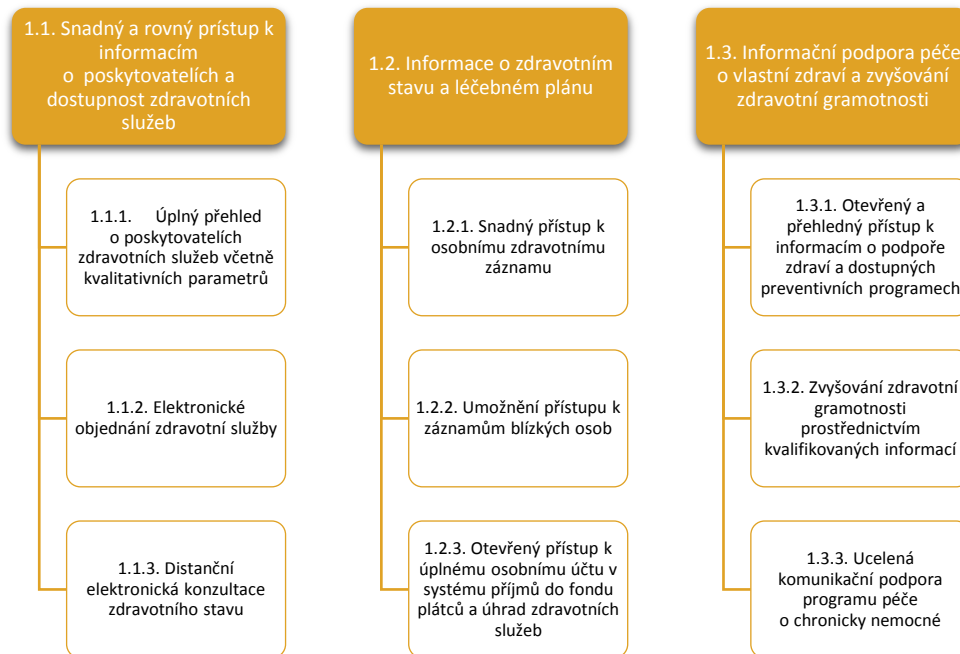 1.1. Snadný a rovný prístup k
informacím
o poskytovatelích a
dostupnost zdravotních
služeb
1.1.1. Úplný přehled
o poskytovatelích
zdravotních služeb včetně
kvalitativních parametrů
1.1.2. Elektronické
objednání zdravotní služby
1.1.3. Distanční
elektronická konzultace
zdravotního stavu
1.2. Informace o zdravotním
stavu a léčebném plánu
1.2.1. Snadný přístup k
osobnímu zdravotnímu
záznamu
1.2.2. Umožnění přístupu k
záznamům blízkých osob
1.2.3. Otevřený přístup k
úplnému osobnímu účtu v
systému příjmů do fondu
plátců a úhrad zdravotních
služeb
1.3. Informační podpora péče
o vlastní zdraví a zvyšování
zdravotní gramotnosti
1.3.1. Otevřený a
přehledný přístup k
informacím o podpoře
zdraví a dostupných
preventivních programech
1.3.2. Zvyšování zdravotní
gramotnosti
prostřednictvím
kvalifikovaných informací
1.3.3. Ucelená
komunikační podpora
programu péče
o chronicky nemocné